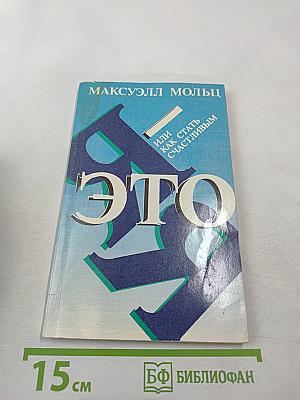 МАКСУЭЛЛ МОЛЬЦ
Я —
ЭТО
Я
ИЛИ
КАК СТАТЬ
СЧАСТЛИВЫМ
15 см
БФ БИБЛИОФАН